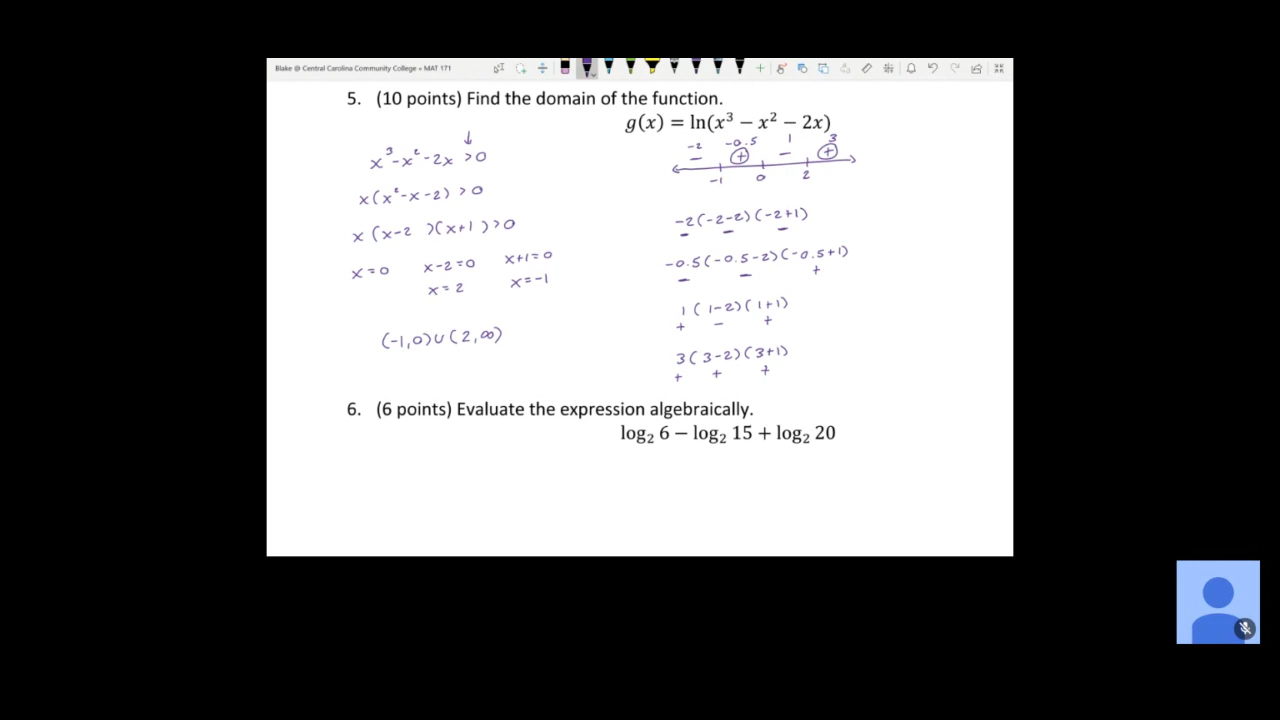 Blake @ Central Carolina Community College • MAT 171
5. (10 points) Find the domain of the function.
g(x) = ln(x³ − x² − 2x)
x³-x²-2x >0
x(x²-x-2) >0
x(x-2)(x+1)>0
x=0 x-2=0 x+1=0
x=2 x=-1
(-1,0)∪(2,∞)
-2 -0.5 1 3
− + − +
-1 0 2
-2(-2-2)(-2+1)
− − −
-0.5(-0.5-2)(-0.5+1)
− − +
1(1-2)(1+1)
+ − +
3(3-2)(3+1)
+ + +
6. (6 points) Evaluate the expression algebraically.
log₂ 6 − log₂ 15 + log₂ 20